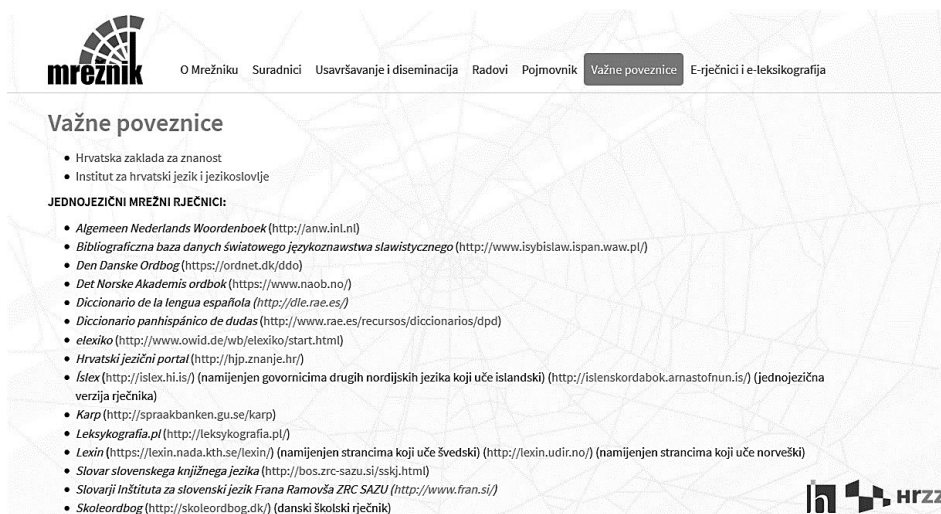 mrežnik
O Mrežniku Suradnici Usavršavanje i diseminacija Radovi Pojmovnik Važne poveznice E-rječnici i e-leksikografija
Važne poveznice
• Hrvatska zaklada za znanost
• Institut za hrvatski jezik i jezikoslovlje
JEDNOJEZIČNI MREŽNI RJEČNICI:
• Algemeen Nederlands Woordenboek (http://anw.inl.nl)
• Bibliograficzna baza danych światowego językoznawstwa slawistycznego (http://www.isybislaw.ispan.waw.pl/)
• Den Danske Ordbog (https://ordnet.dk/ddo)
• Det Norske Akademis ordbok (https://www.naob.no/)
• Diccionario de la lengua española (http://dle.rae.es/)
• Diccionario panhispánico de dudas (http://www.rae.es/recursos/diccionarios/dpd)
• elexiko (http://www.owid.de/wb/elexiko/start.html)
• Hrvatski jezični portal (http://hjp.znanje.hr/)
• Íslex (http://islex.hi.is/) (namijenjen govornicima drugih nordijskih jezika koji uče islandski) (http://islenskordabok.arnastofnun.is/) (jednojezična
verzija rječnika)
• Karp (http://spraakbanken.gu.se/karp)
• Leksykografia.pl (http://leksykografia.pl/)
• Lexin (https://lexin.nada.kth.se/lexin/) (namijenjen strancima koji uče švedski) (http://lexin.udir.no/) (namijenjen strancima koji uče norveški)
• Slovar slovenskega knjižnega jezika (http://bos.zrc-sazu.si/sskj.html)
• Slovarji Inštituta za slovenski jezik Frana Ramovša ZRC SAZU (http://www.fran.si/)
• Skoleordbog (http://skoleordbog.dk/) (danski školski rječnik)
h Hrzz